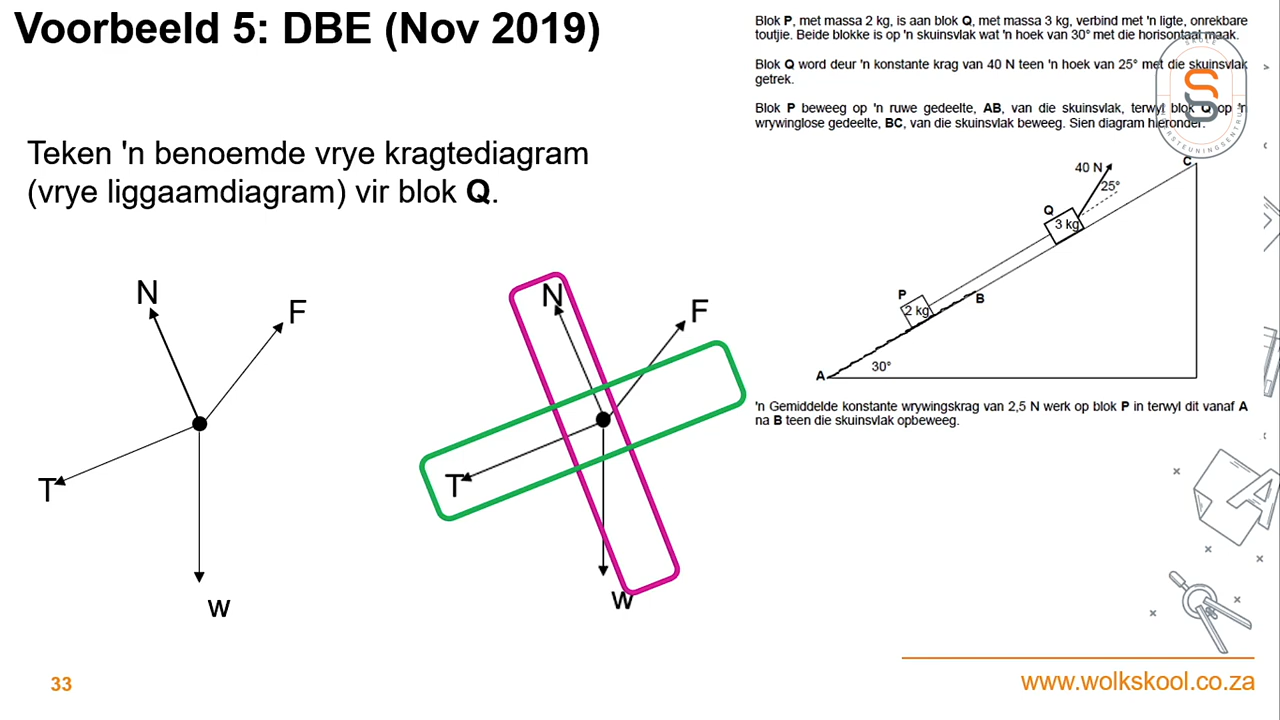 Voorbeeld 5: DBE (Nov 2019)
Blok P, met massa 2 kg, is aan blok Q, met massa 3 kg, verbind met 'n ligte, onrekbare
toutjie. Beide blokke is op 'n skuinsvlak wat 'n hoek van 30° met die horisontaal maak.
Blok Q word deur 'n konstante krag van 40 N teen 'n hoek van 25° met die skuinsvlak
getrek.
Blok P beweeg op 'n ruwe gedeelte, AB, van die skuinsvlak, terwyl blok Q op 'n
wrywinglose gedeelte, BC, van die skuinsvlak beweeg. Sien diagram hieronder.
Teken 'n benoemde vrye kragtediagram
(vrye liggaamdiagram) vir blok Q.
C
40 N
25°
Q
3 kg
P
2 kg
B
A
30°
N
F
T
w
N
F
T
w
'n Gemiddelde konstante wrywingskrag van 2,5 N werk op blok P in terwyl dit vanaf A
na B teen die skuinsvlak opbeweeg.
33
www.wolkskool.co.za